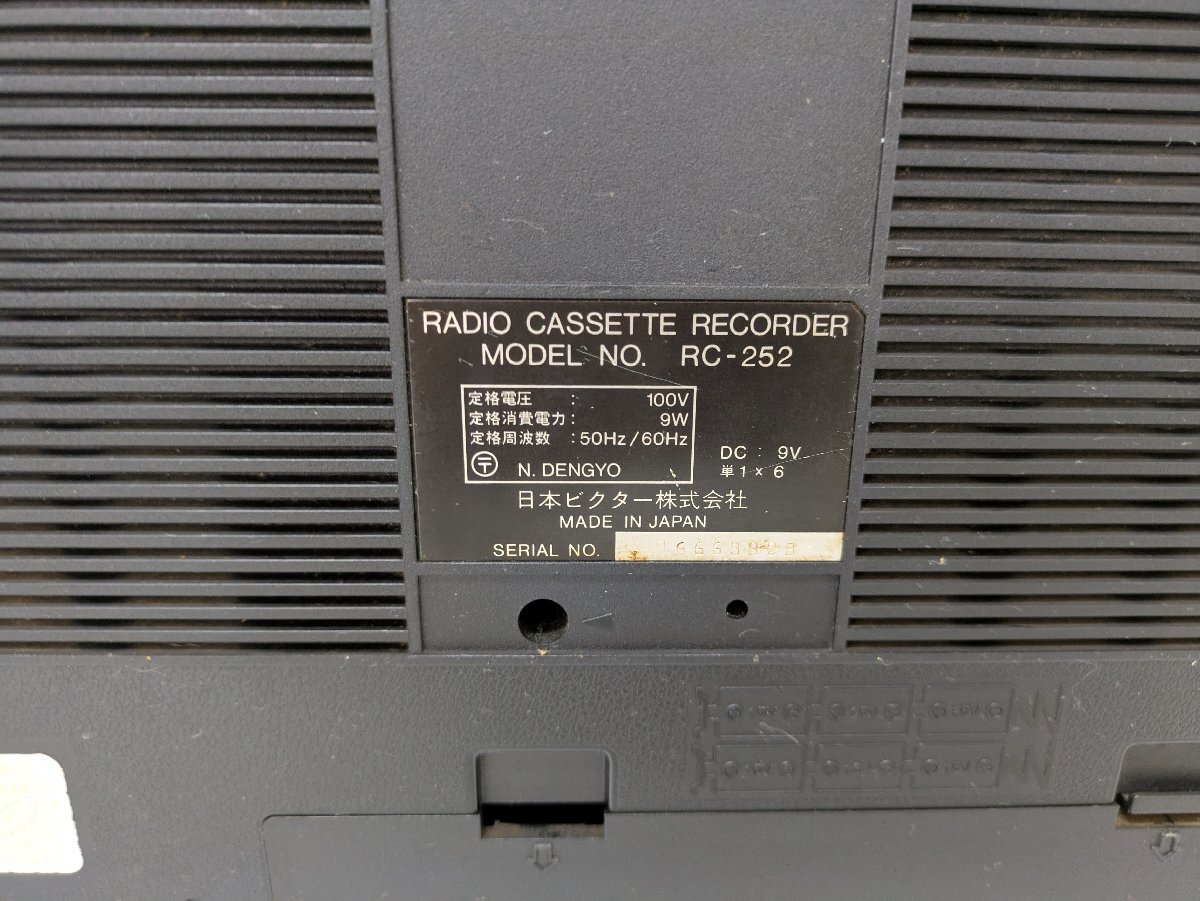 RADIO CASSETTE RECORDER
MODEL NO. RC-252
定格電圧 : 100V
定格消費電力 : 9W
定格周波数 : 50Hz/60Hz
〒 N. DENGYO
DC : 9V
単1 × 6
日本ビクター株式会社
MADE IN JAPAN
SERIAL NO.